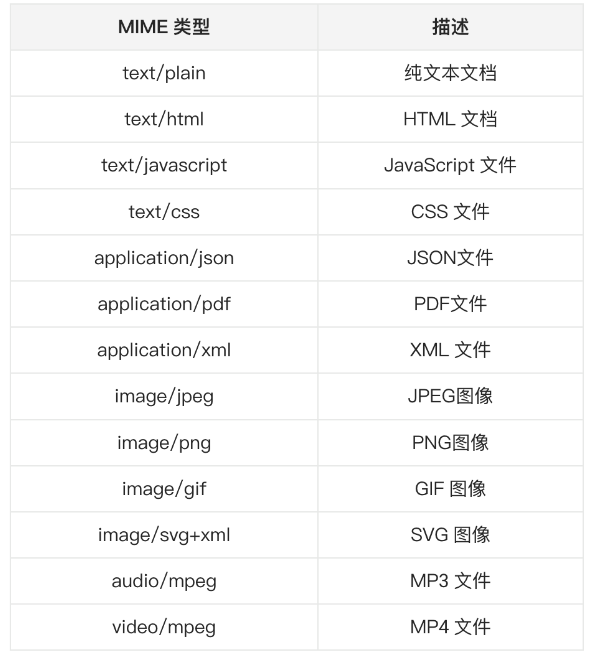 MIME 类型 描述
text/plain 纯文本文档
text/html HTML 文档
text/javascript JavaScript 文件
text/css CSS 文件
application/json JSON文件
application/pdf PDF文件
application/xml XML 文件
image/jpeg JPEG图像
image/png PNG图像
image/gif GIF 图像
image/svg+xml SVG 图像
audio/mpeg MP3 文件
video/mpeg MP4 文件